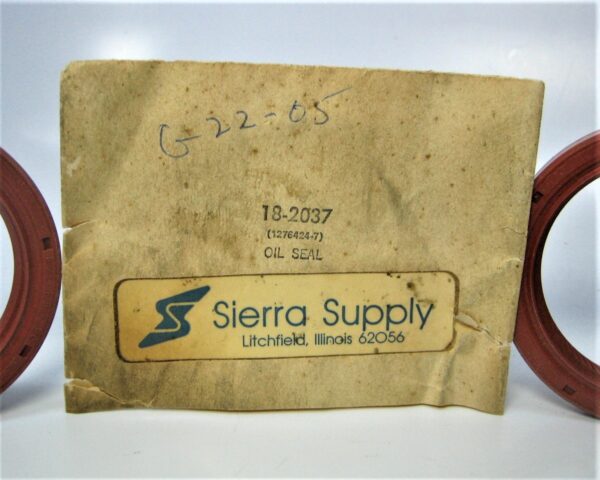 G-22-05
18-2037
(1276424-7)
OIL SEAL
Sierra Supply
Litchfield, Illinois 62056